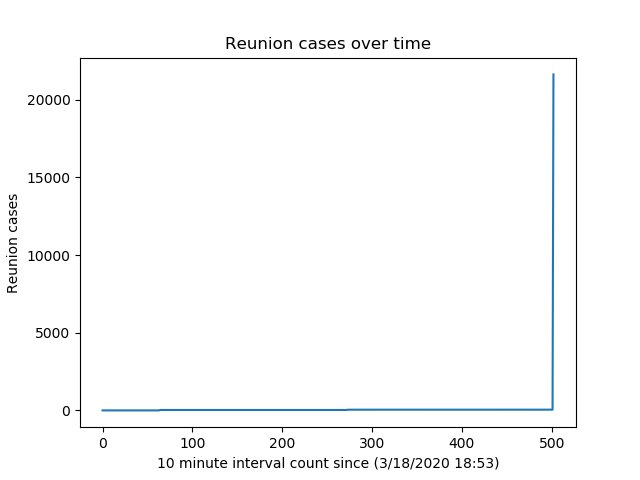 Reunion cases over time
20000
15000
10000
5000
0
Reunion cases
0 100 200 300 400 500
10 minute interval count since (3/18/2020 18:53)